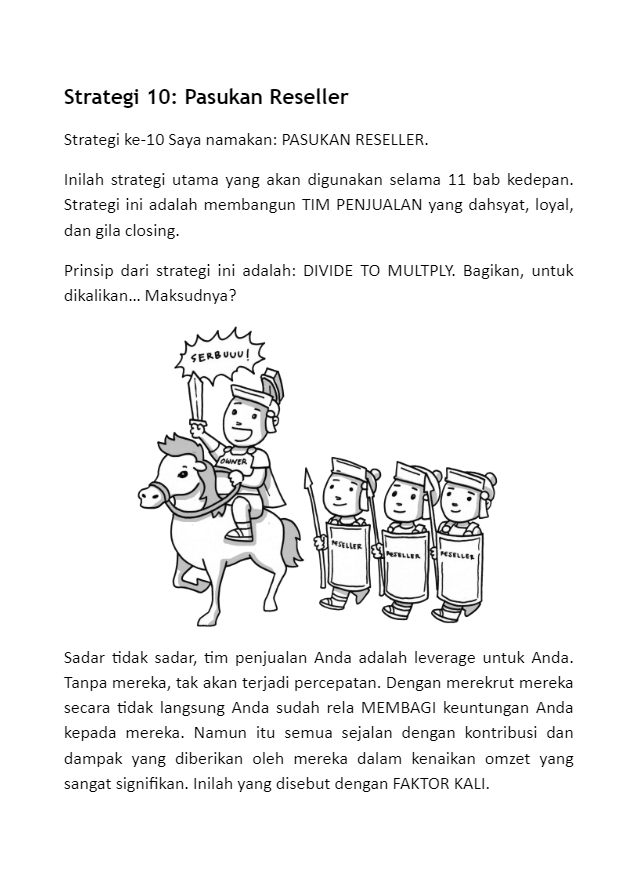 Strategi 10: Pasukan Reseller
Strategi ke-10 Saya namakan: PASUKAN RESELLER.
Inilah strategi utama yang akan digunakan selama 11 bab kedepan.
Strategi ini adalah membangun TIM PENJUALAN yang dahsyat, loyal,
dan gila closing.
Prinsip dari strategi ini adalah: DIVIDE TO MULTPLY. Bagikan, untuk
dikalikan... Maksudnya?
SERBUUU!
OWNER
RESELLER
RESELLER
RESELLER
Sadar tidak sadar, tim penjualan Anda adalah leverage untuk Anda.
Tanpa mereka, tak akan terjadi percepatan. Dengan merekrut mereka
secara tidak langsung Anda sudah rela MEMBAGI keuntungan Anda
kepada mereka. Namun itu semua sejalan dengan kontribusi dan
dampak yang diberikan oleh mereka dalam kenaikan omzet yang
sangat signifikan. Inilah yang disebut dengan FAKTOR KALI.